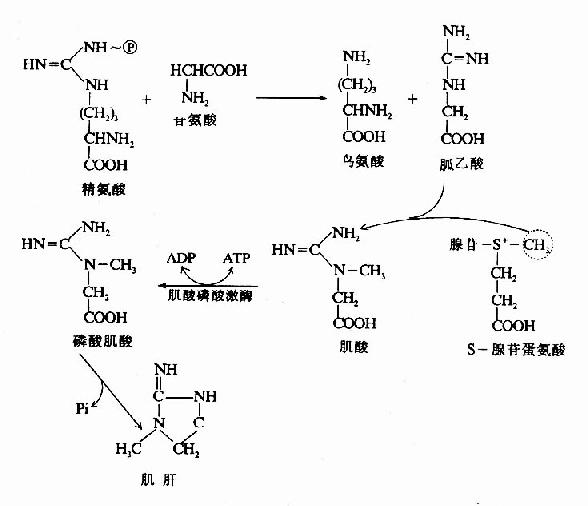 NH~Ⓟ
HN=C
NH
(CH₂)₃
CHNH₂
COOH
精氨酸
+
HCCOOH
NH₂
甘氨酸
NH₂
(CH₂)₃
CHNH₂
COOH
鸟氨酸
+
NH₂
C=NH
NH
CH₂
COOH
胍乙酸
NH₂
HN=C
N-CH₃
CH₂
COOH
磷酸肌酸
ADP ATP
肌酸磷酸激酶
NH₂
HN=C
N-CH₃
CH₂
COOH
肌酸
腺苷-S⁺-CH₃
CH₂
CH₂
COOH
S-腺苷蛋氨酸
Pi
NH
C-NH
N C
H₃C CH₂
肌肝